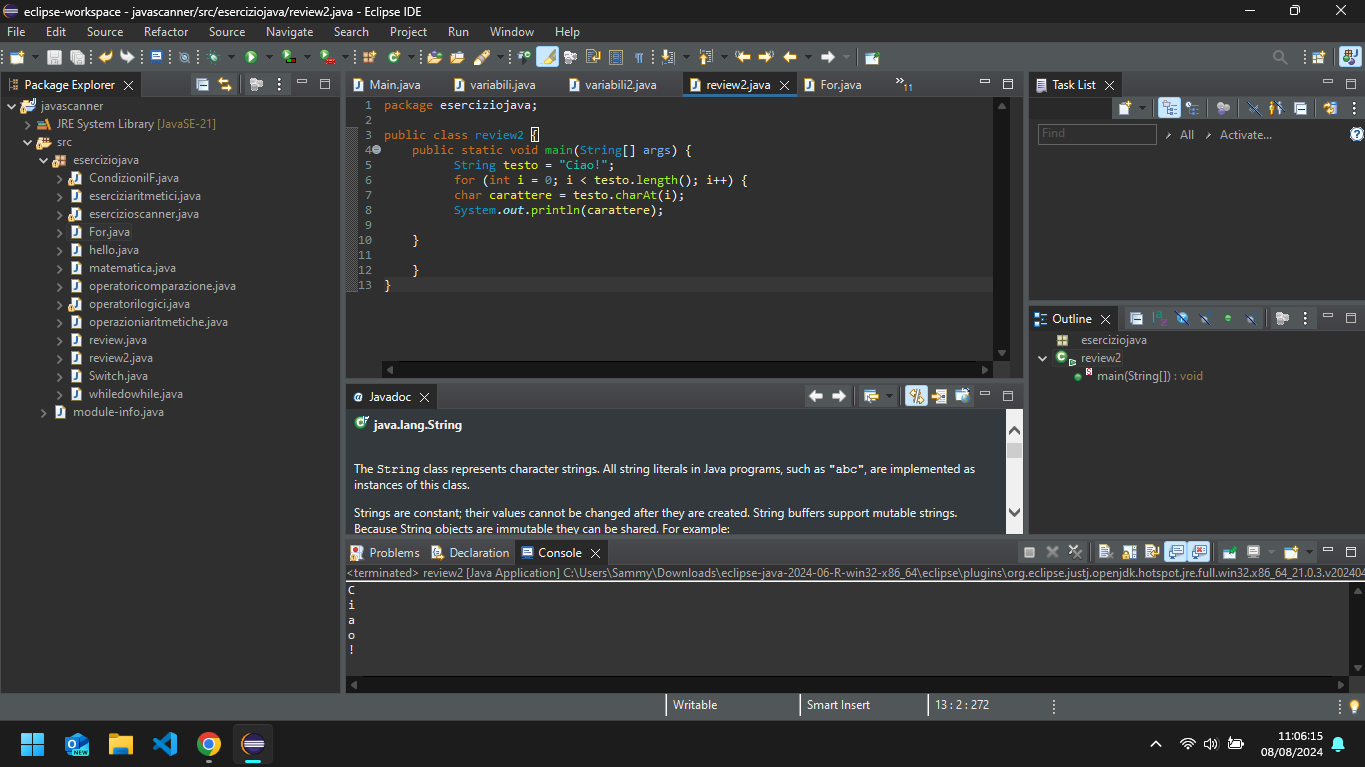 eclipse-workspace - javascanner/src/eserciziojava/review2.java - Eclipse IDE
File Edit Source Refactor Source Navigate Search Project Run Window Help
Package Explorer
javascanner
JRE System Library [JavaSE-21]
src
eserciziojava
CondizioniIF.java
eserciziaritmetici.java
esercizioscanner.java
For.java
hello.java
matematica.java
operatoricomparazione.java
operatorilogici.java
operazioniaritmetiche.java
review.java
review2.java
Switch.java
whiledowhile.java
module-info.java
Main.java variabili.java variabili2.java review2.java For.java »11
1 package eserciziojava;
2
3 public class review2 {
4 public static void main(String[] args) {
5 String testo = "Ciao!";
6 for (int i = 0; i < testo.length(); i++) {
7 char carattere = testo.charAt(i);
8 System.out.println(carattere);
9
10 }
11
12 }
13 }
Javadoc
java.lang.String
The String class represents character strings. All string literals in Java programs, such as "abc", are implemented as
instances of this class.
Strings are constant; their values cannot be changed after they are created. String buffers support mutable strings.
Because String objects are immutable they can be shared. For example:
Task List
Find All Activate...
Outline
eserciziojava
review2
main(String[]) : void
Problems Declaration Console
<terminated> review2 [Java Application] C:\Users\Sammy\Downloads\eclipse-java-2024-06-R-win32-x86_64\eclipse\plugins\org.eclipse.justj.openjdk.hotspot.jre.full.win32.x86_64_21.0.3.v202404
C
i
a
o
!
Writable Smart Insert 13 : 2 : 272
NEW
11:06:15
08/08/2024